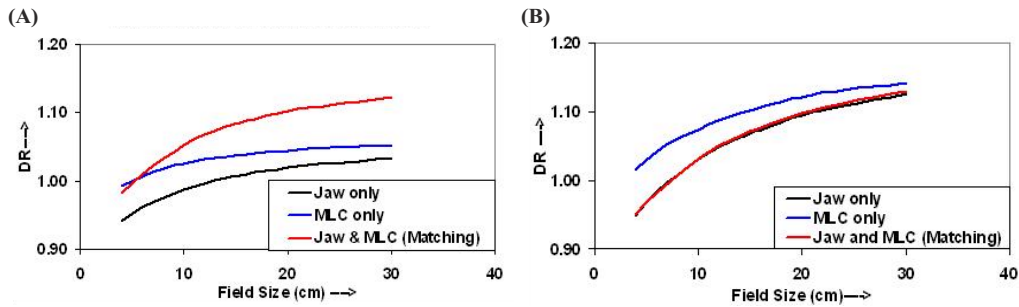 (A)
1.20
1.10
1.00
0.90
DR --->
0
10
20
30
40
Field Size (cm) --->
Jaw only
MLC only
Jaw & MLC (Matching)
(B)
1.20
1.10
1.00
0.90
DR --->
0
10
20
30
40
Field Size (cm) --->
Jaw only
MLC only
Jaw and MLC (Matching)